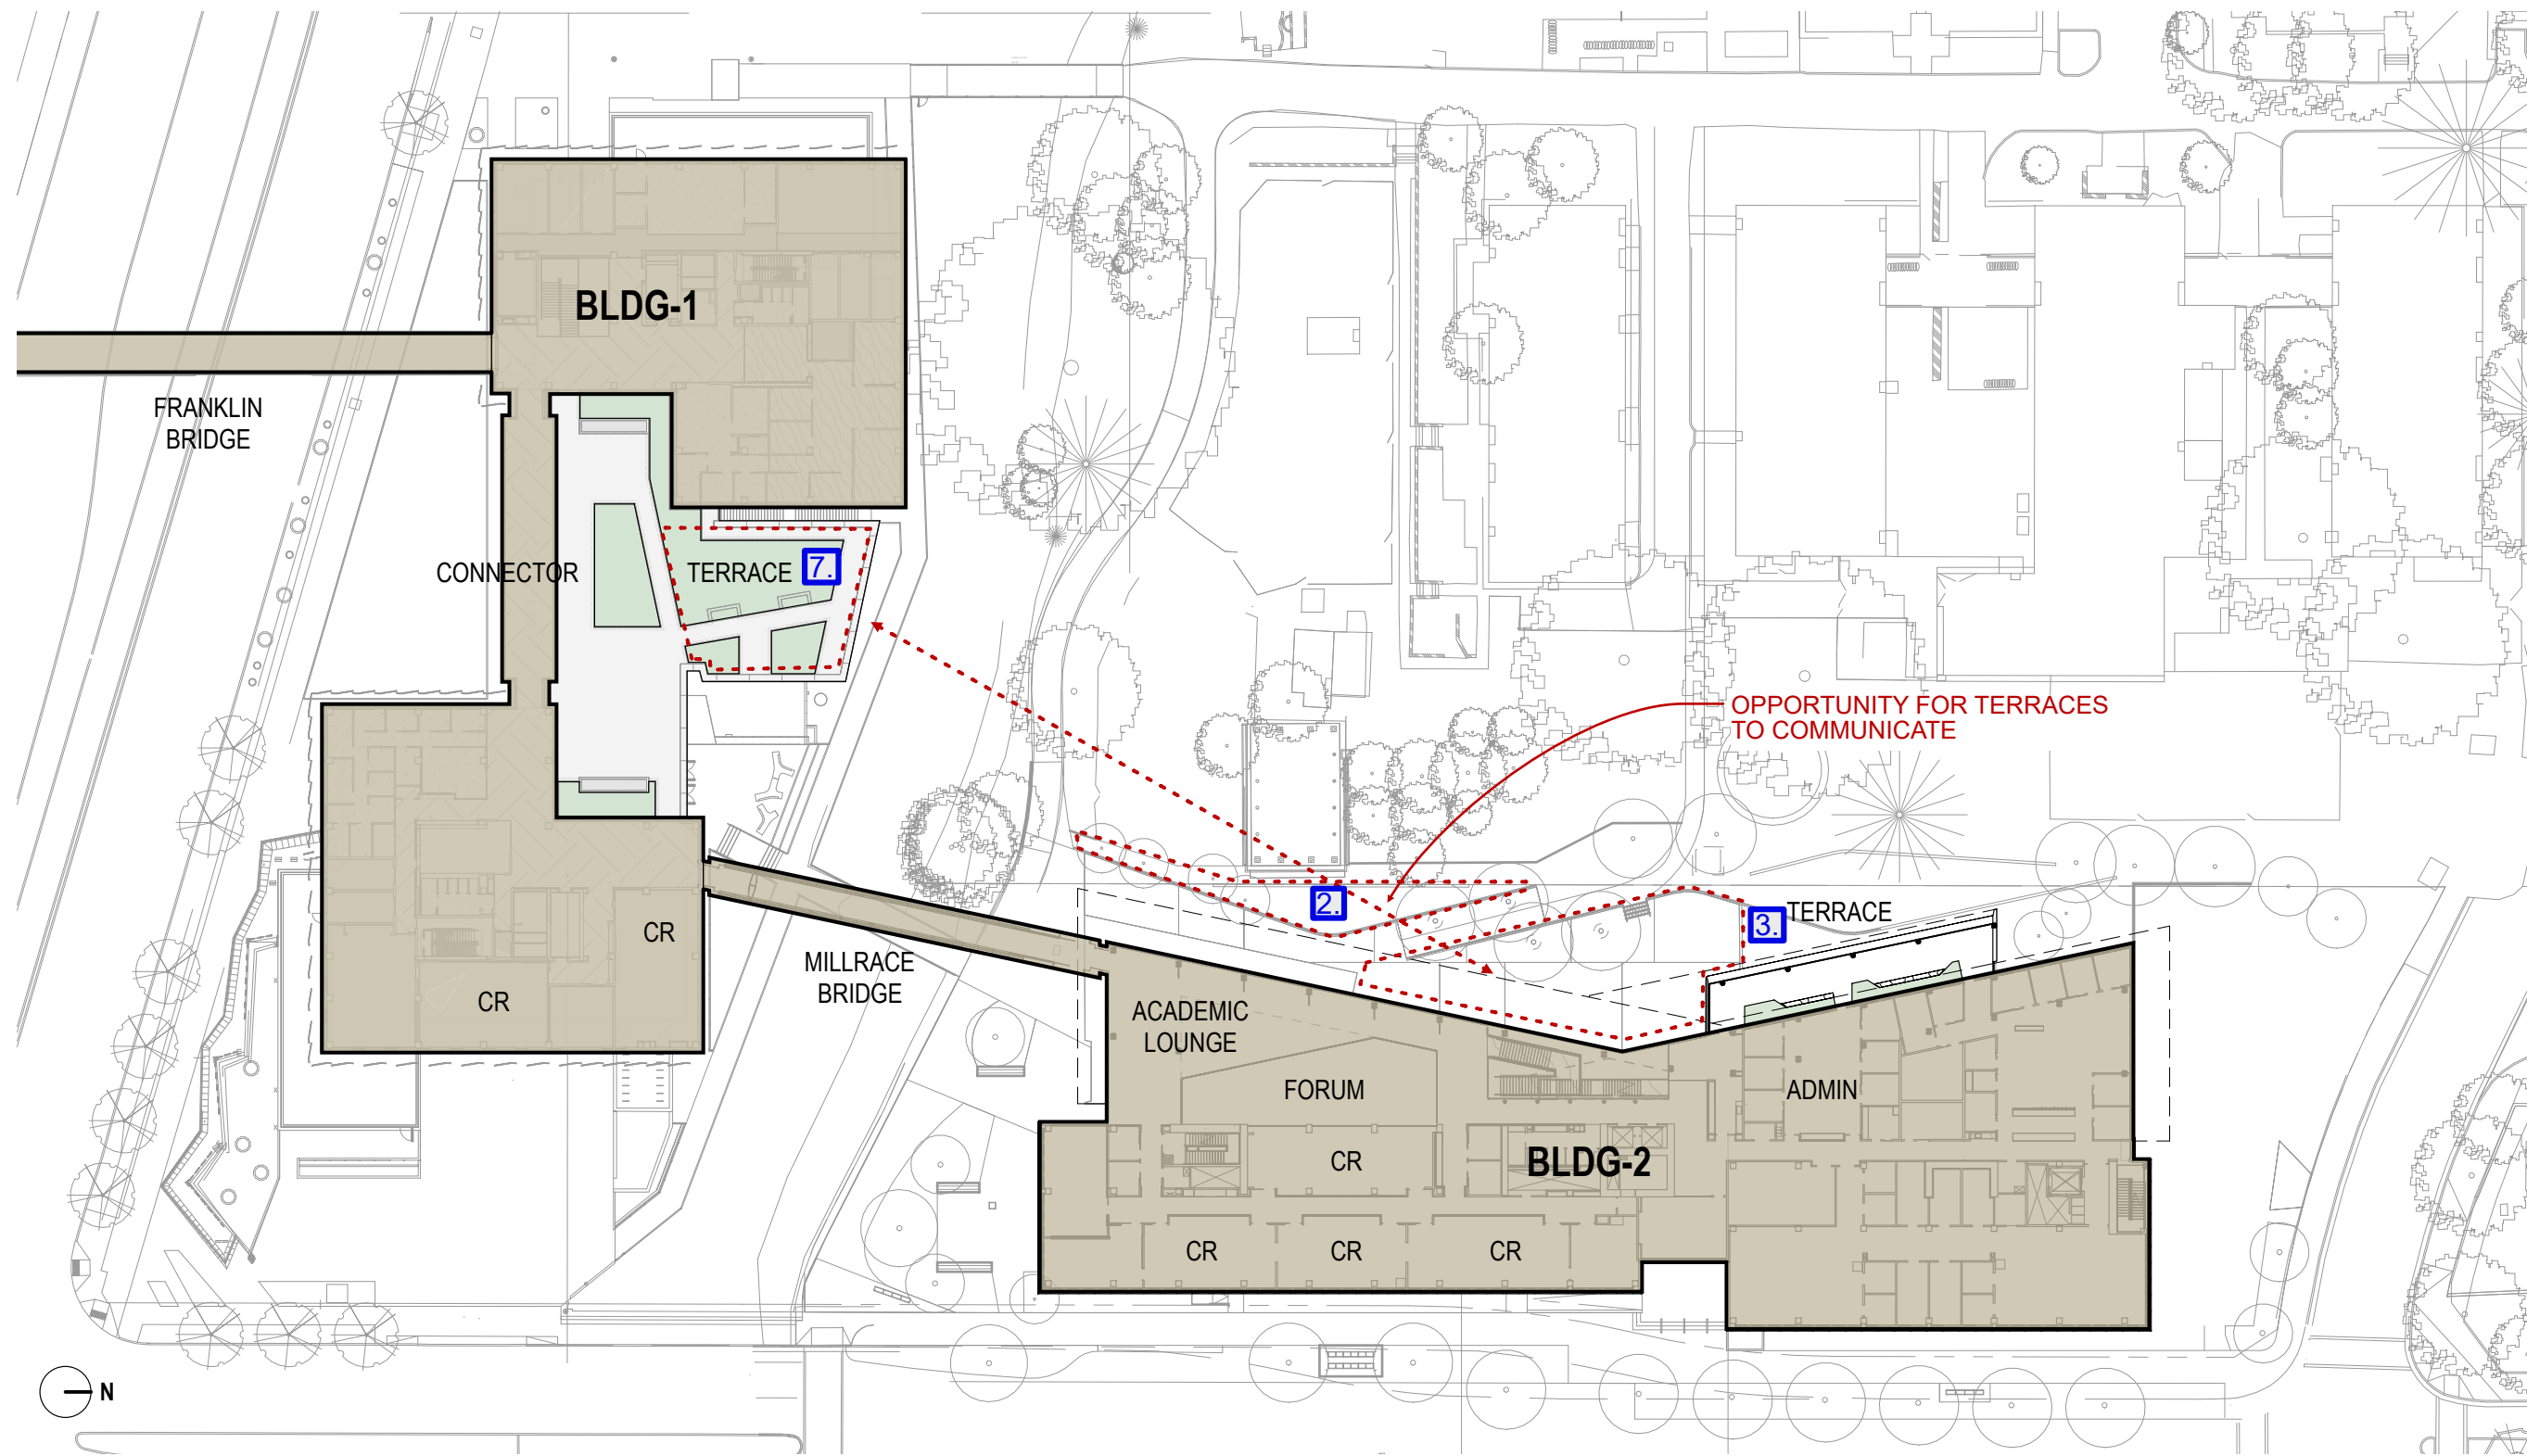 BLDG-1
FRANKLIN
BRIDGE
CONNECTOR
TERRACE
7.
OPPORTUNITY FOR TERRACES
TO COMMUNICATE
2.
3.
TERRACE
CR
CR
MILLRACE
BRIDGE
ACADEMIC
LOUNGE
FORUM
ADMIN
CR
BLDG-2
CR
CR
CR
N